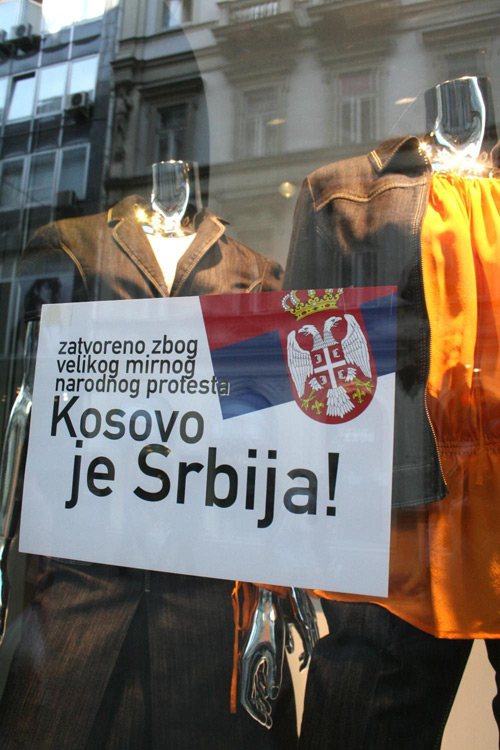 zatvoreno zbog
velikog mirnog
narodnog protesta
Kosovo
je Srbija!